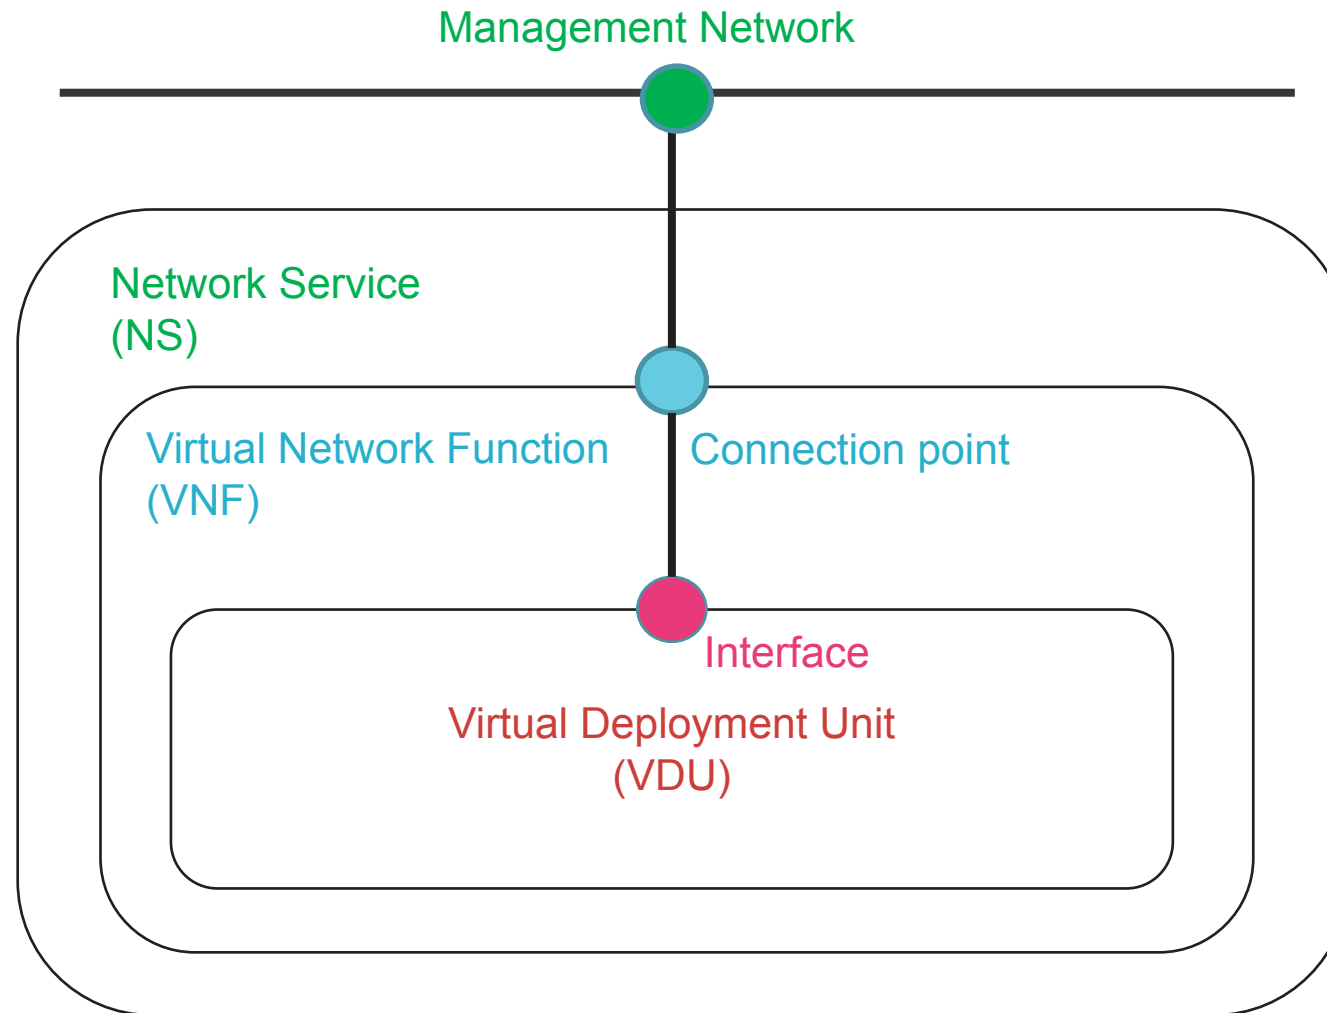 Management Network
Network Service
(NS)
Virtual Network Function
(VNF)
Connection point
Interface
Virtual Deployment Unit
(VDU)